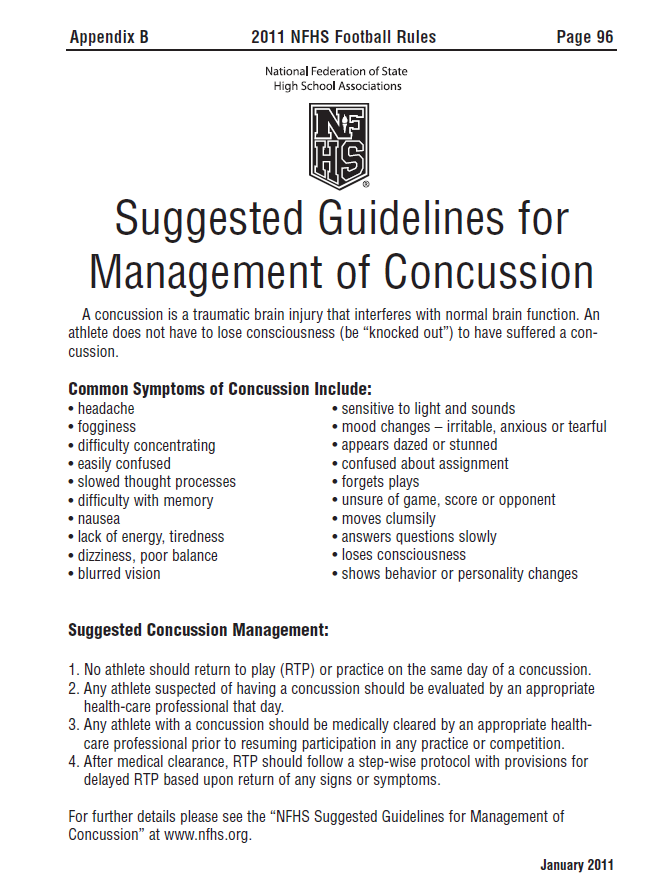 Appendix B 2011 NFHS Football Rules Page 96
National Federation of State
High School Associations
NF
HS
®
Suggested Guidelines for
Management of Concussion
A concussion is a traumatic brain injury that interferes with normal brain function. An
athlete does not have to lose consciousness (be “knocked out”) to have suffered a con-
cussion.
Common Symptoms of Concussion Include:
• headache
• fogginess
• difficulty concentrating
• easily confused
• slowed thought processes
• difficulty with memory
• nausea
• lack of energy, tiredness
• dizziness, poor balance
• blurred vision
• sensitive to light and sounds
• mood changes – irritable, anxious or tearful
• appears dazed or stunned
• confused about assignment
• forgets plays
• unsure of game, score or opponent
• moves clumsily
• answers questions slowly
• loses consciousness
• shows behavior or personality changes
Suggested Concussion Management:
1. No athlete should return to play (RTP) or practice on the same day of a concussion.
2. Any athlete suspected of having a concussion should be evaluated by an appropriate
health-care professional that day.
3. Any athlete with a concussion should be medically cleared by an appropriate health-
care professional prior to resuming participation in any practice or competition.
4. After medical clearance, RTP should follow a step-wise protocol with provisions for
delayed RTP based upon return of any signs or symptoms.
For further details please see the “NFHS Suggested Guidelines for Management of
Concussion” at www.nfhs.org.
January 2011